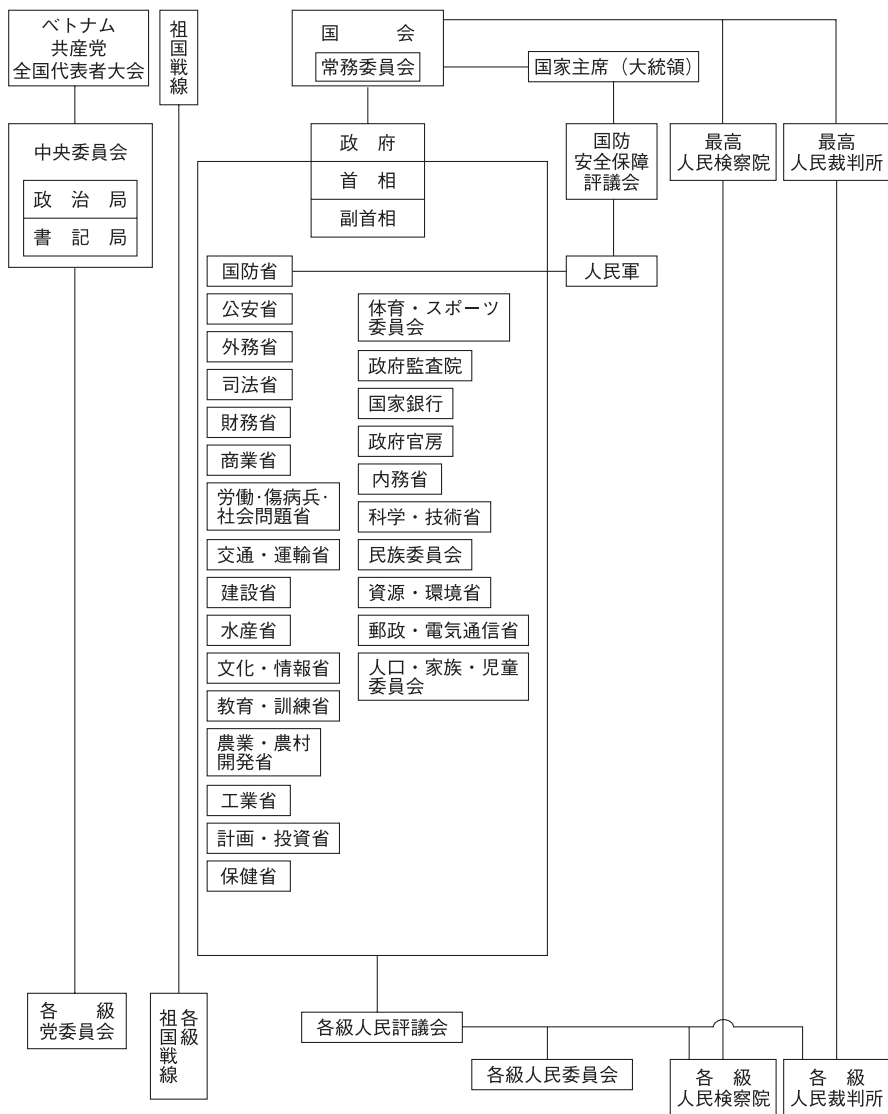 ベトナム
共産党
全国代表者大会
中央委員会
政　治　局
書　記　局
各　　級
党委員会
祖国戦線
各級
祖国戦線
国　　会
常務委員会
国家主席（大統領）
政　府
首　相
副首相
国防
安全保障
評議会
人民軍
最高
人民検察院
最高
人民裁判所
国防省
公安省
外務省
司法省
財務省
商業省
労働・傷病兵・
社会問題省
交通・運輸省
建設省
水産省
文化・情報省
教育・訓練省
農業・農村
開発省
工業省
計画・投資省
保健省
体育・スポーツ
委員会
政府監査院
国家銀行
政府官房
内務省
科学・技術省
民族委員会
資源・環境省
郵政・電気通信省
人口・家族・児童
委員会
各級人民評議会
各級人民委員会
各　級
人民検察院
各　級
人民裁判所